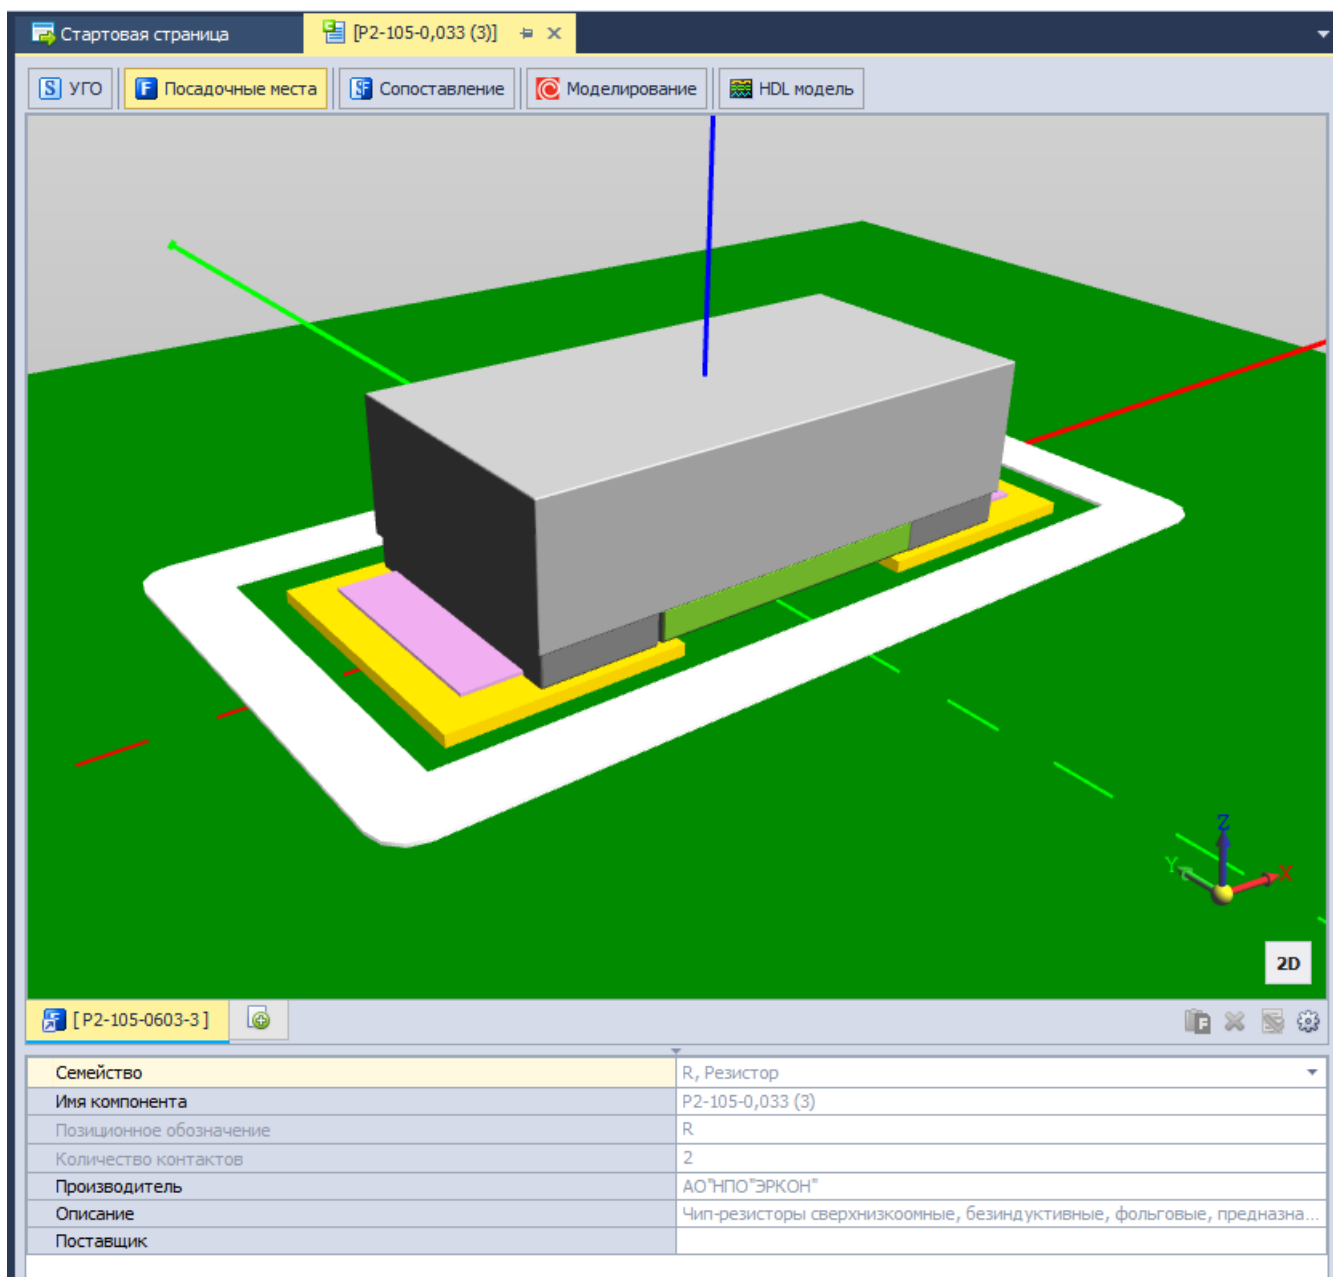 Стартовая страница
[P2-105-0,033 (3)]
S УГО
F Посадочные места
SF Сопоставление
Моделирование
HDL модель
Z
Y
X
2D
F [ P2-105-0603-3 ]
Семейство R, Резистор
Имя компонента P2-105-0,033 (3)
Позиционное обозначение R
Количество контактов 2
Производитель АО"НПО"ЭРКОН"
Описание Чип-резисторы сверхнизкоомные, безиндуктивные, фольговые, предназна...
Поставщик